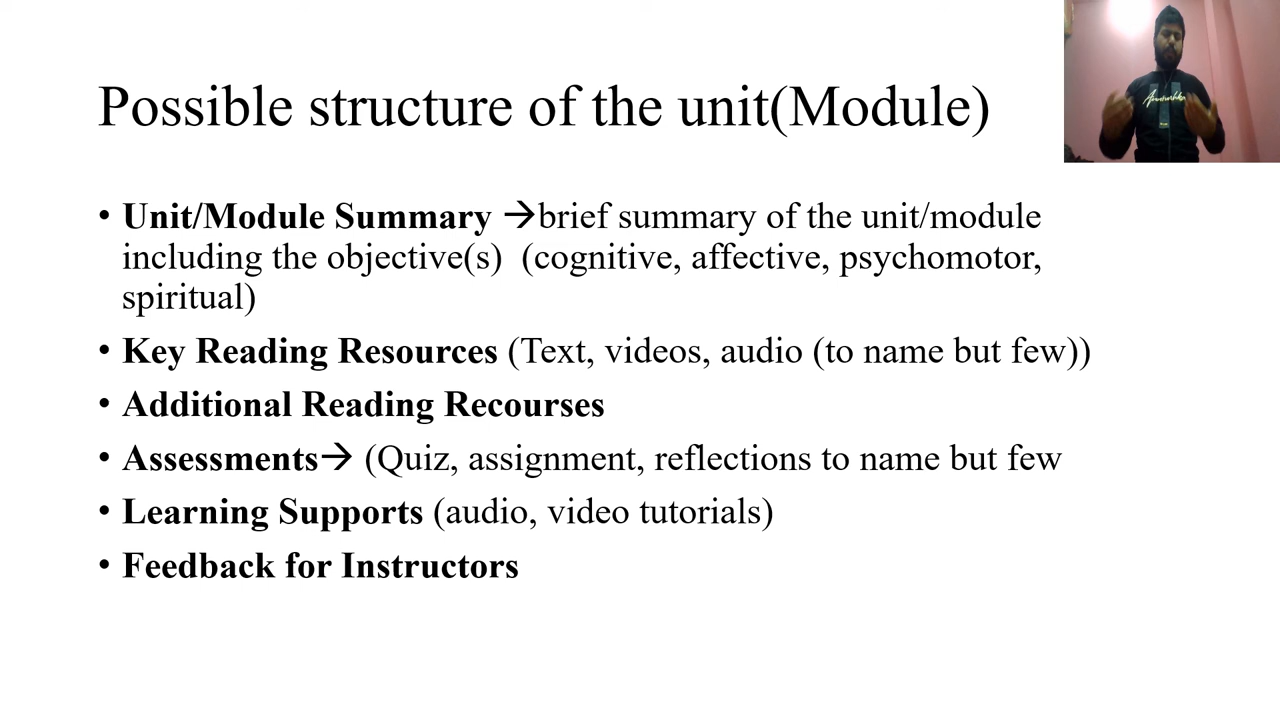 Possible structure of the unit(Module)
• Unit/Module Summary →brief summary of the unit/module
including the objective(s) (cognitive, affective, psychomotor,
spiritual)
• Key Reading Resources (Text, videos, audio (to name but few))
• Additional Reading Recourses
• Assessments→ (Quiz, assignment, reflections to name but few
• Learning Supports (audio, video tutorials)
• Feedback for Instructors